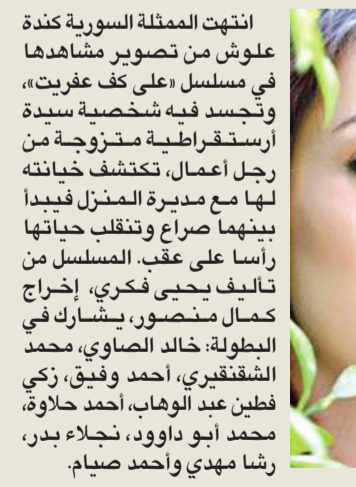 انتهت الممثلة السورية كندة
علوش من تصوير مشاهدها
في مسلسل «على كف عفريت»،
وتجسد فيه شخصية سيدة
أرستقراطية متزوجة من
رجل أعمال، تكتشف خيانته
لها مع مديرة المنزل فيبدأ
بينهما صراع وتنقلب حياتها
رأسا على عقب. المسلسل من
تأليف يحيى فكري، إخراج
كمال منصور، يشارك في
البطولة: خالد الصاوي، محمد
الشقنقيري، أحمد وفيق، زكي
فطين عبد الوهاب، أحمد حلاوة،
محمد أبو داوود، نجلاء بدر،
رشا مهدي وأحمد صيام.